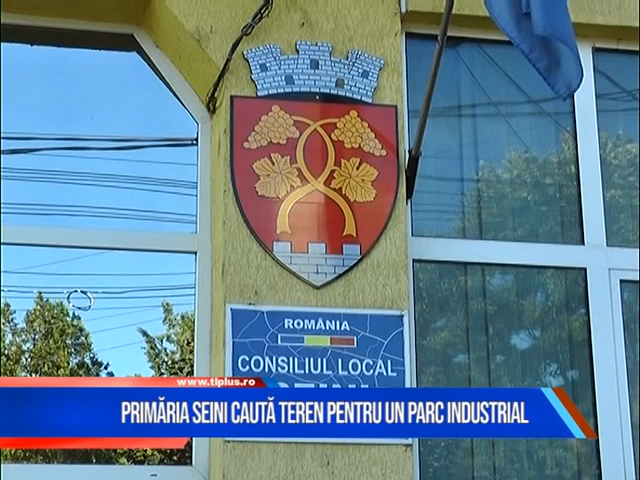 ROMÂNIA
CONSILIUL LOCAL
www.tlplus.ro
PRIMĂRIA SEINI CAUTĂ TEREN PENTRU UN PARC INDUSTRIAL